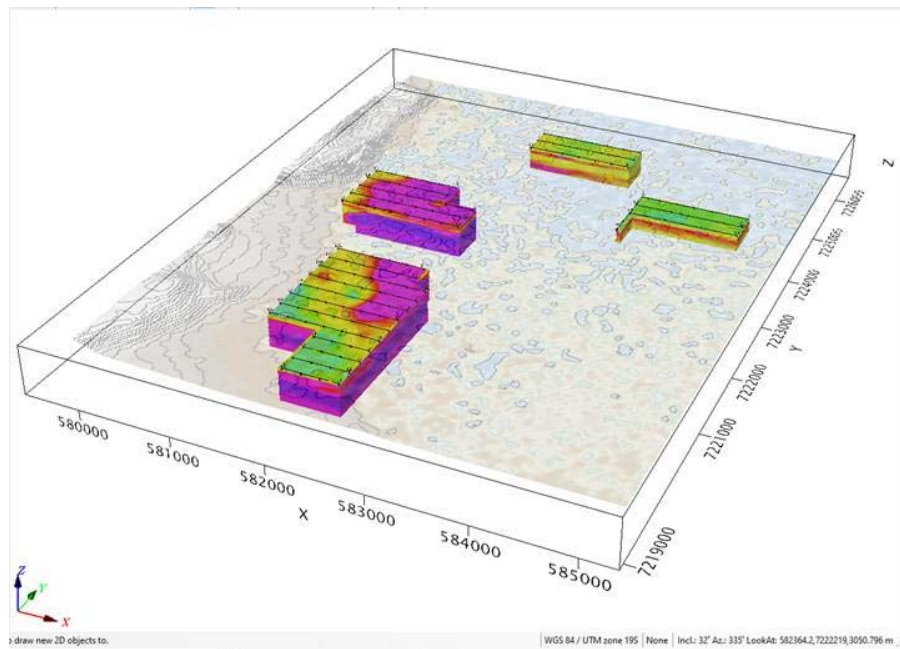 Z
7226000
7225000
7224000
7223000
Y
7222000
7221000
7219000
580000
581000
582000
X
583000
584000
585000
Z
Y
X
o draw new 2D objects to.
WGS 84 / UTM zone 19S
None
Incl.: 32° Az.: 335° LookAt: 582364.2,7222219,3050.796 m